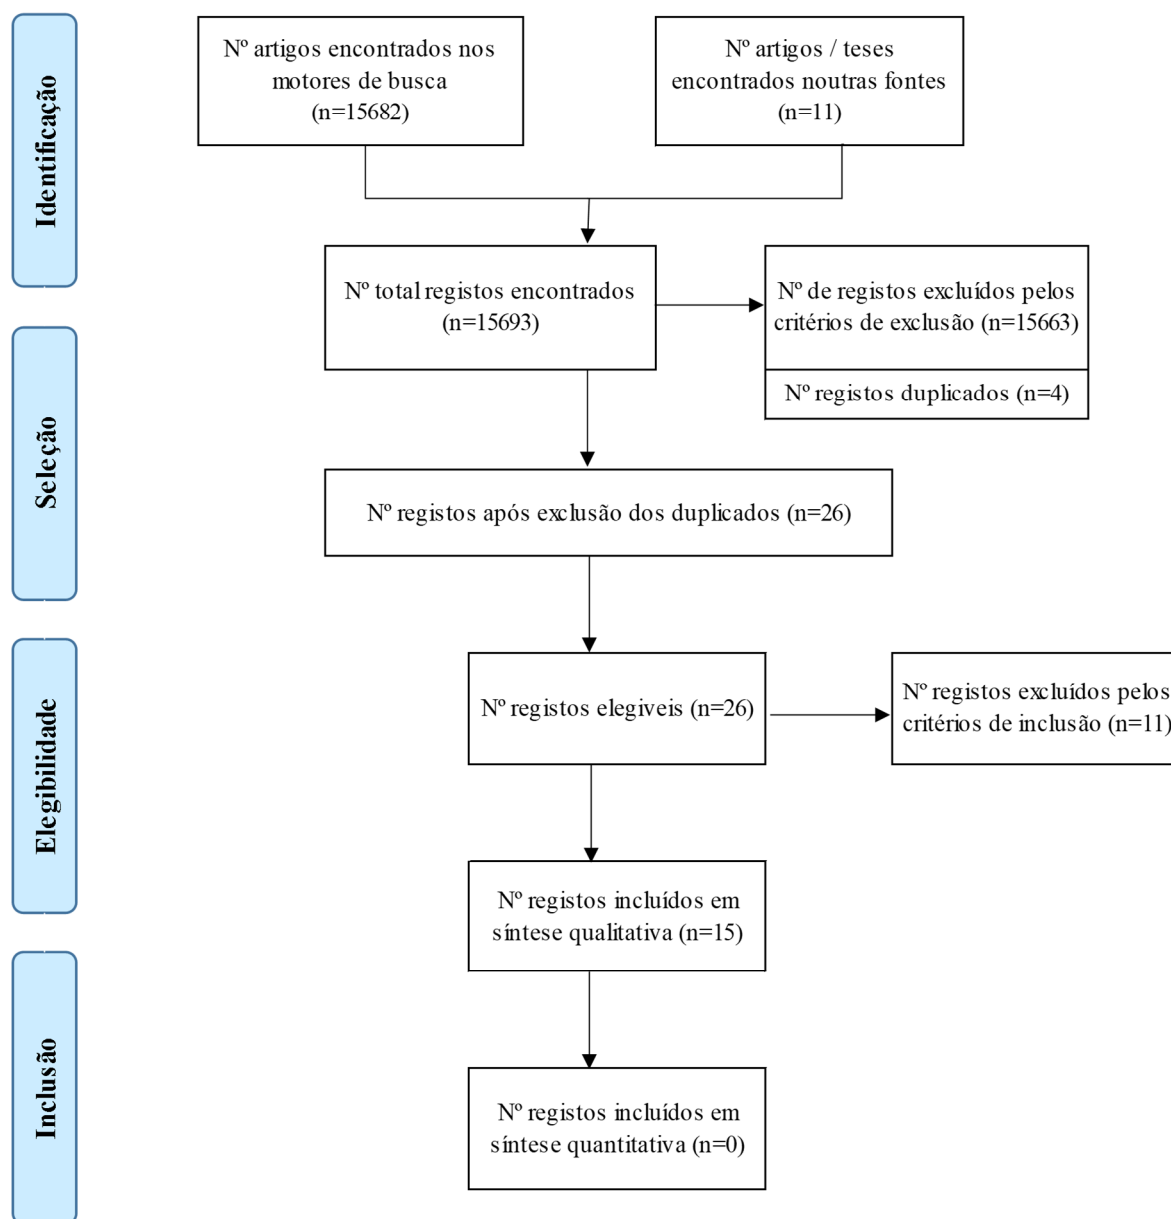 Identificação
Nº artigos encontrados nos
motores de busca
(n=15682)
Nº artigos / teses
encontrados noutras fontes
(n=11)
Nº total registos encontrados
(n=15693)
Nº de registos excluídos pelos
critérios de exclusão (n=15663)
Nº registos duplicados (n=4)
Seleção
Nº registos após exclusão dos duplicados (n=26)
Elegibilidade
Nº registos elegiveis (n=26)
Nº registos excluídos pelos
critérios de inclusão (n=11)
Nº registos incluídos em
síntese qualitativa (n=15)
Inclusão
Nº registos incluídos em
síntese quantitativa (n=0)